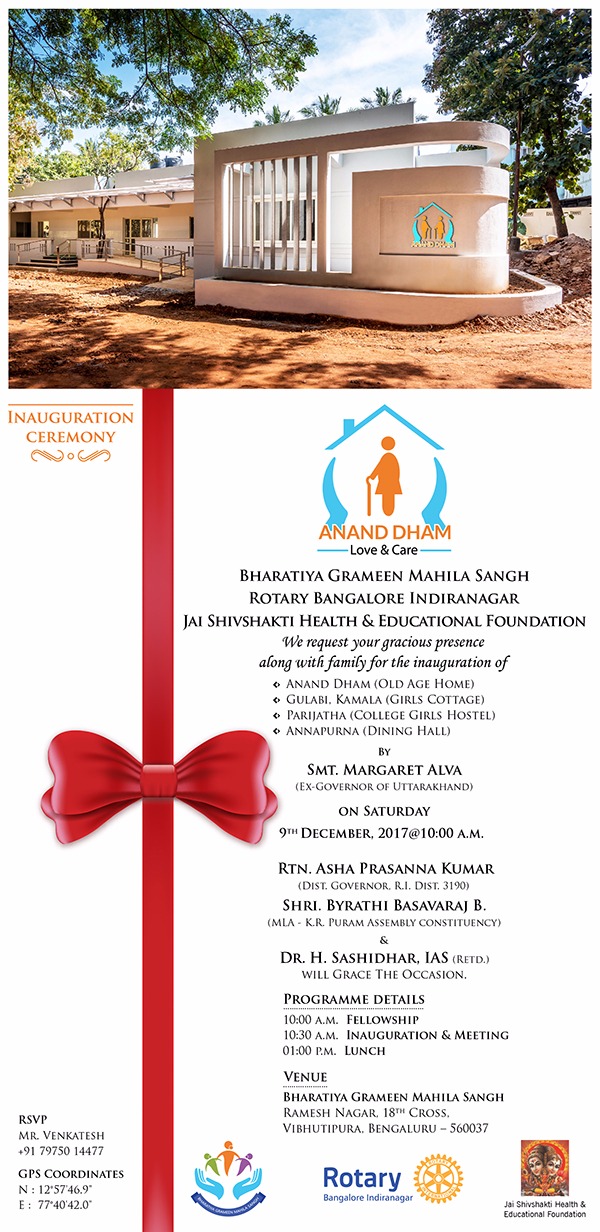 ANAND DHAM
INAUGURATION
CEREMONY
ANAND DHAM
Love & Care
BHARATIYA GRAMEEN MAHILA SANGH
ROTARY BANGALORE INDIRANAGAR
JAI SHIVSHAKTI HEALTH & EDUCATIONAL FOUNDATION
We request your gracious presence
along with family for the inauguration of
ANAND DHAM (OLD AGE HOME)
GULABI, KAMALA (GIRLS COTTAGE)
PARIJATHA (COLLEGE GIRLS HOSTEL)
ANNAPURNA (DINING HALL)
BY
SMT. MARGARET ALVA
(EX-GOVERNOR OF UTTARAKHAND)
ON SATURDAY
9TH DECEMBER, 2017@10:00 A.M.
RTN. ASHA PRASANNA KUMAR
(DIST. GOVERNOR, R.I. DIST. 3190)
SHRI. BYRATHI BASAVARAJ B.
(MLA - K.R. PURAM ASSEMBLY CONSTITUENCY)
&
DR. H. SASHIDHAR, IAS (RETD.)
WILL GRACE THE OCCASION.
PROGRAMME DETAILS
10:00 A.M. FELLOWSHIP
10:30 A.M. INAUGURATION & MEETING
01:00 P.M. LUNCH
VENUE
BHARATIYA GRAMEEN MAHILA SANGH
RAMESH NAGAR, 18TH CROSS,
VIBHUTIPURA, BENGALURU – 560037
RSVP
MR. VENKATESH
+91 79750 14477
GPS COORDINATES
N : 12°57'46.9"
E : 77°40'42.0"
BHARATIYA GRAMEEN MAHILA SANGH
Rotary
Bangalore Indiranagar
Jai Shivshakti Health &
Educational Foundation